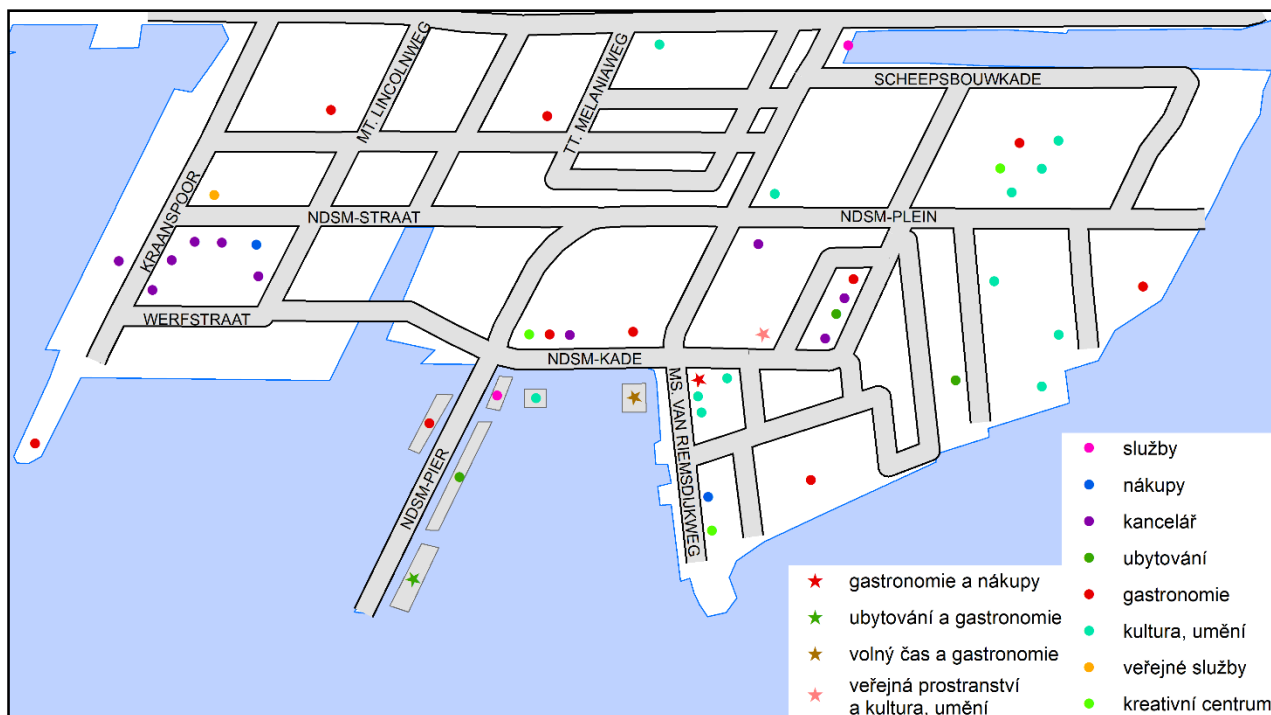 MT. LINCOLNWEG
TT. MELANIAWEG
SCHEEPSBOUWKADE
KRAANSPOOR
NDSM-STRAAT
NDSM-PLEIN
WERFSTRAAT
NDSM-KADE
MS. VAN RIEMSDIJKWEG
NDSM-PIER
gastronomie a nákupy
ubytování a gastronomie
volný čas a gastronomie
veřejná prostranství
a kultura, umění
služby
nákupy
kancelář
ubytování
gastronomie
kultura, umění
veřejné služby
kreativní centrum